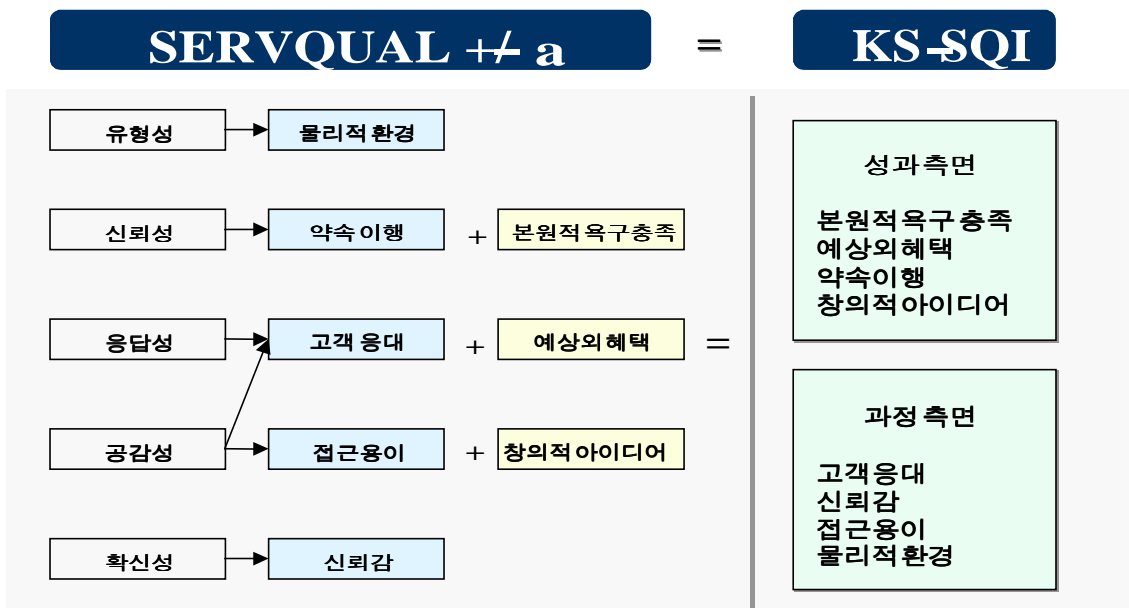 SERVQUAL +/- a = KS-SQI
유형성 물리적 환경
신뢰성 약속 이행 + 본원적 욕구충족
응답성 고객 응대 + 예상외 혜택 =
공감성 접근용이 + 창의적 아이디어
확신성 신뢰감
성과 측면
본원적욕구 충족
예상외혜택
약속이행
창의적아이디어
과정 측면
고객응대
신뢰감
접근용이
물리적환경